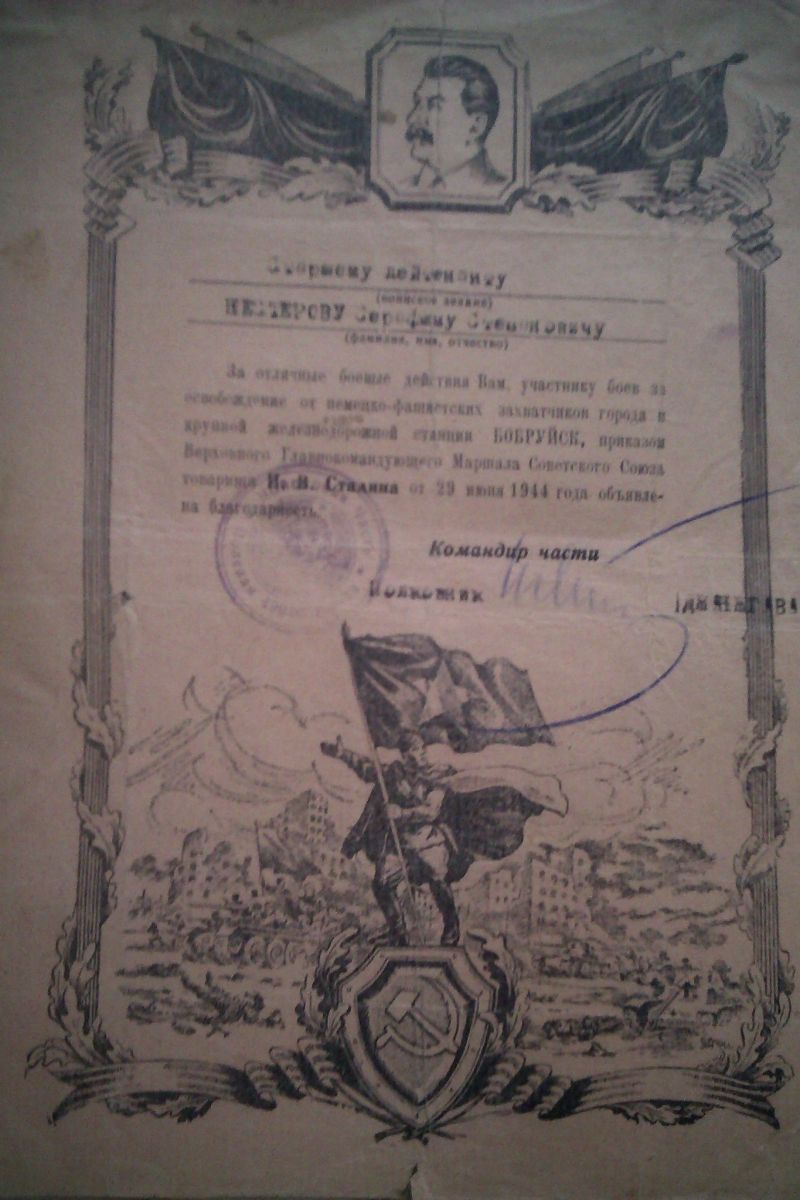 Старшему лейтенанту
(воинское звание)
Серафиму Степановичу
(фамилия, имя, отчество)
За отличные боевые действия Вам, участнику боев за
освобождение от немецко-фашистских захватчиков города и
крупной железнодорожной станции БОБРУЙСК, приказом
Верховного Главнокомандующего Маршала Советского Союза
товарища И. В. Сталина от 29 июня 1944 года объявле-
на благодарность.
Командир части
Полковник